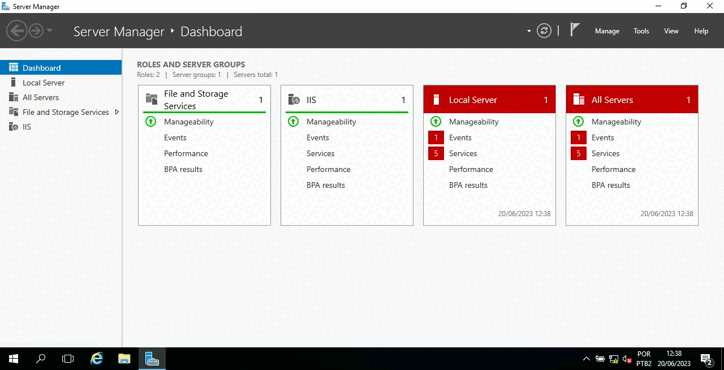 Server Manager
Server Manager • Dashboard
Manage Tools View Help
Dashboard
Local Server
All Servers
File and Storage Services
IIS
ROLES AND SERVER GROUPS
Roles: 2 | Server groups: 1 | Servers total: 1
File and Storage Services 1
Manageability
Events
Performance
BPA results
IIS 1
Manageability
Events
Services
Performance
BPA results
Local Server 1
Manageability
1 Events
5 Services
Performance
BPA results
20/06/2023 12:38
All Servers 1
Manageability
1 Events
5 Services
Performance
BPA results
20/06/2023 12:38
POR
PTB2
12:38
20/06/2023
2